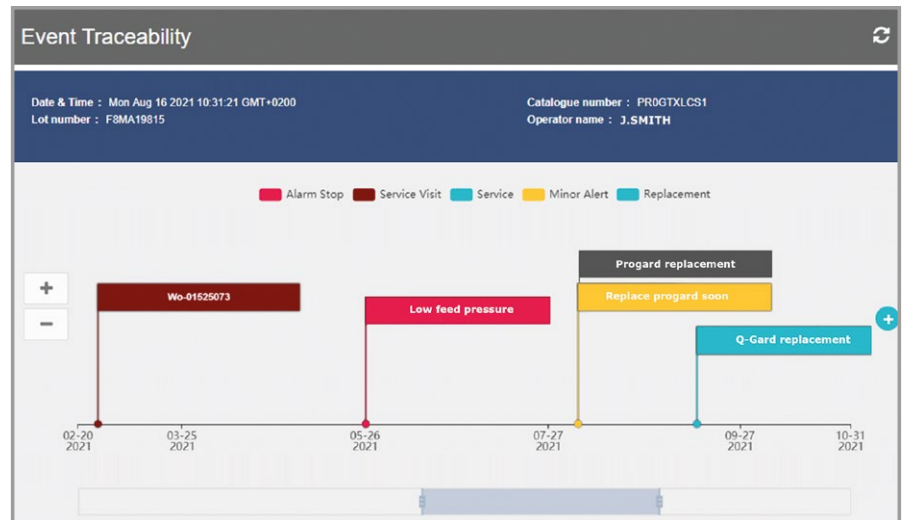 Event Traceability
Date & Time : Mon Aug 16 2021 10:31:21 GMT+0200
Lot number : F8MA19815
Catalogue number : PR0GTXLCS1
Operator name : J.SMITH
Alarm Stop Service Visit Service Minor Alert Replacement
Progard replacement
Wo-01525073
Replace progard soon
Low feed pressure
Q-Gard replacement
02-20 2021
03-25 2021
05-26 2021
07-27 2021
09-27 2021
10-31 2021